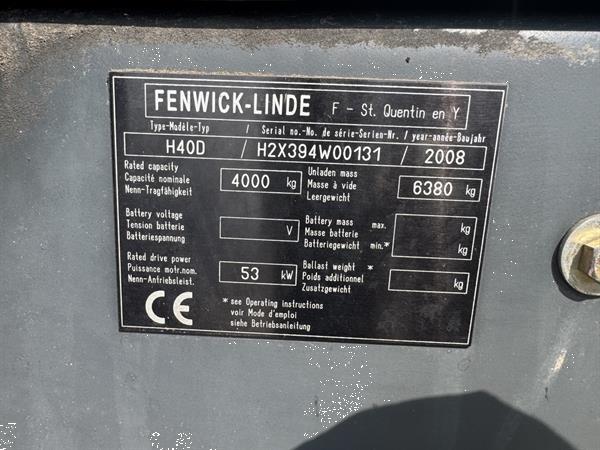 FENWICK-LINDE F - St. Quentin en Y
Type-Modèle-Typ / Serial no.-No. de série-Serien-Nr. / year-année-Baujahr
H40D / H2X394W00131 / 2008
Rated capacity
Capacité nominale
Nenn-Tragfähigkeit
4000 kg
Unladen mass
Masse à vide
Leergewicht
6380 kg
Battery voltage
Tension batterie
Batteriespannung
V
Battery mass max.
Masse batterie
Batteriegewicht min.*
kg
kg
Rated drive power
Puissance motr.nom.
Nenn-Antriebsleist.
53 kW
Ballast weight *
Poids additionnel
Zusatzgewicht
kg
CE
* see Operating instructions
voir Mode d'emploi
siehe Betriebsanleitung